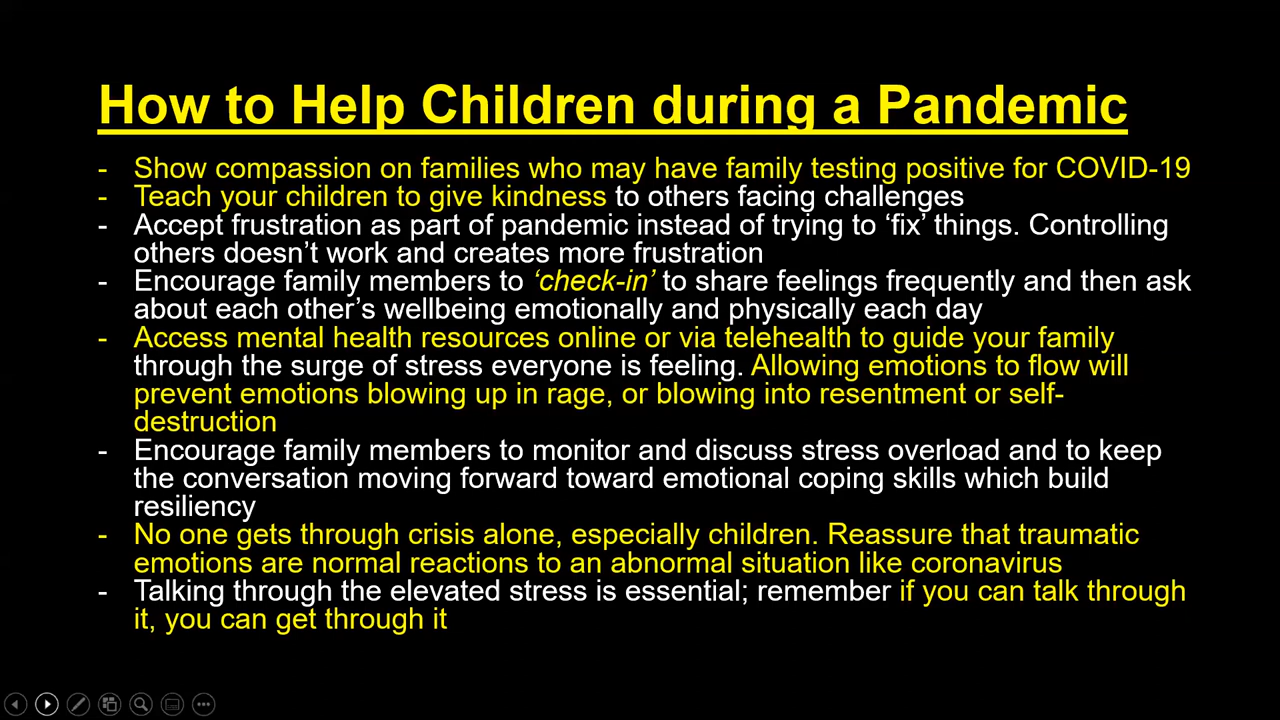 How to Help Children during a Pandemic
- Show compassion on families who may have family testing positive for COVID-19
- Teach your children to give kindness to others facing challenges
- Accept frustration as part of pandemic instead of trying to ‘fix’ things. Controlling
others doesn’t work and creates more frustration
- Encourage family members to ‘check-in’ to share feelings frequently and then ask
about each other’s wellbeing emotionally and physically each day
- Access mental health resources online or via telehealth to guide your family
through the surge of stress everyone is feeling. Allowing emotions to flow will
prevent emotions blowing up in rage, or blowing into resentment or self-
destruction
- Encourage family members to monitor and discuss stress overload and to keep
the conversation moving forward toward emotional coping skills which build
resiliency
- No one gets through crisis alone, especially children. Reassure that traumatic
emotions are normal reactions to an abnormal situation like coronavirus
- Talking through the elevated stress is essential; remember if you can talk through
it, you can get through it